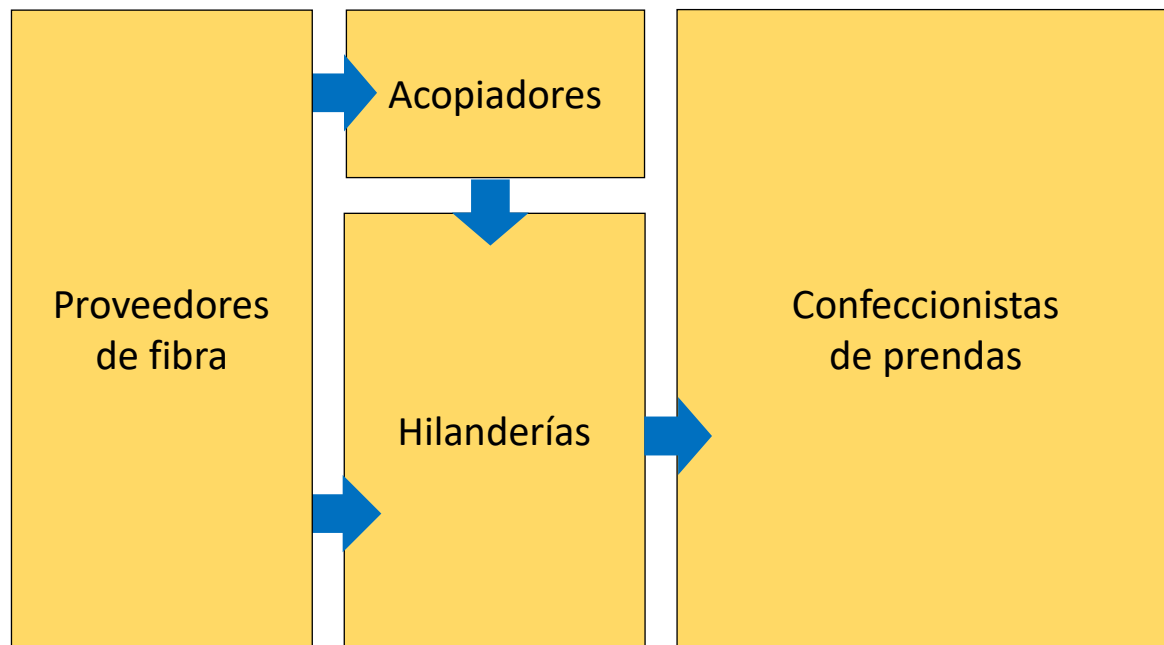 Acopiadores
Proveedores
de fibra
Hilanderías
Confeccionistas
de prendas